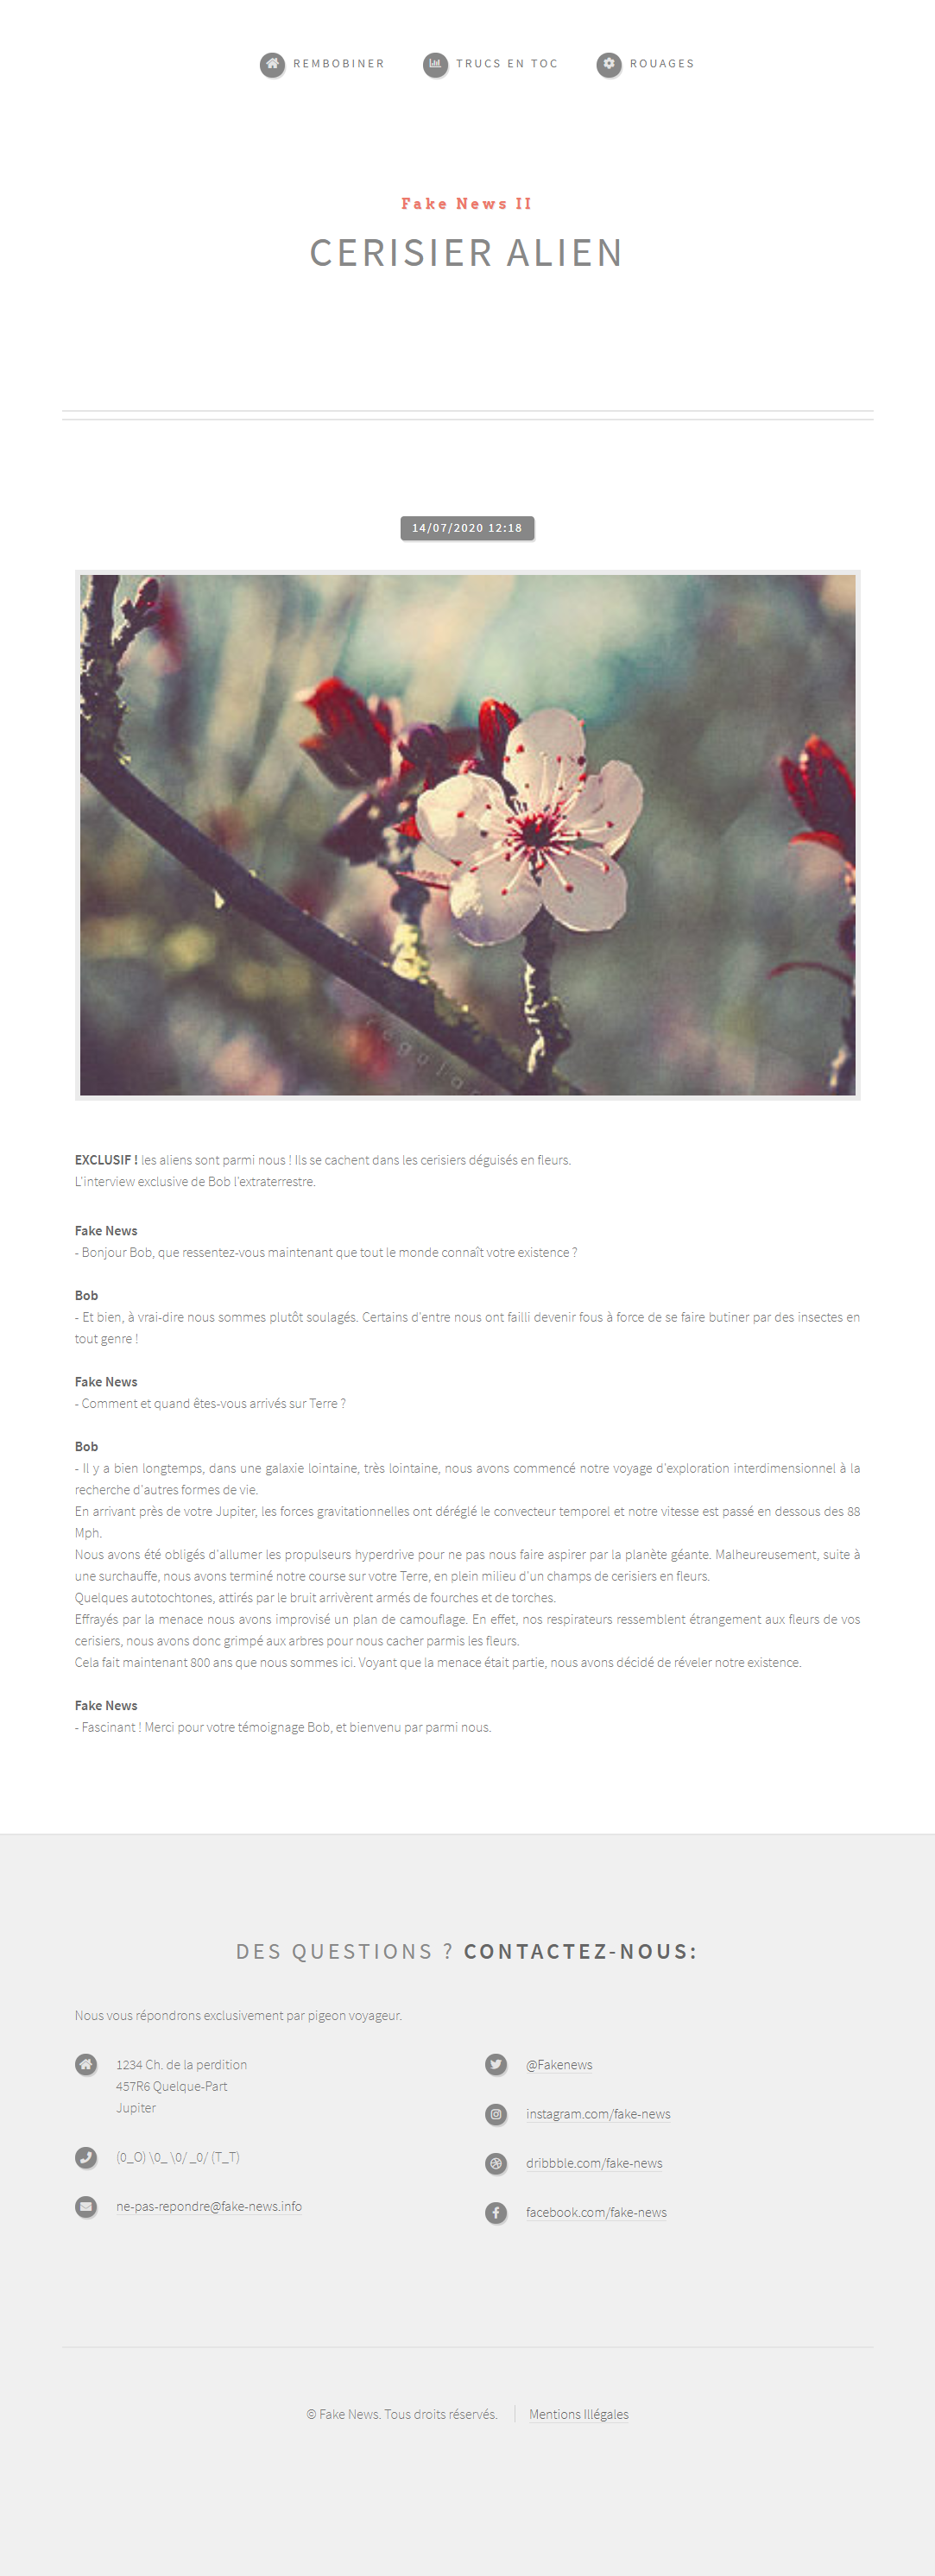 REMBOBINER TRUCS EN TOC ROUAGES
Fake News II
CERISIER ALIEN
14/07/2020 12:18
EXCLUSIF ! les aliens sont parmi nous ! Ils se cachent dans les cerisiers déguisés en fleurs.
L'interview exclusive de Bob l'extraterrestre.
Fake News
- Bonjour Bob, que ressentez-vous maintenant que tout le monde connaît votre existence ?
Bob
- Et bien, à vrai-dire nous sommes plutôt soulagés. Certains d'entre nous ont failli devenir fous à force de se faire butiner par des insectes en
tout genre !
Fake News
- Comment et quand êtes-vous arrivés sur Terre ?
Bob
- Il y a bien longtemps, dans une galaxie lointaine, très lointaine, nous avons commencé notre voyage d'exploration interdimensionnel à la
recherche d'autres formes de vie.
En arrivant près de votre Jupiter, les forces gravitationnelles ont déréglé le convecteur temporel et notre vitesse est passé en dessous des 88
Mph.
Nous avons été obligés d'allumer les propulseurs hyperdrive pour ne pas nous faire aspirer par la planète géante. Malheureusement, suite à
une surchauffe, nous avons terminé notre course sur votre Terre, en plein milieu d'un champs de cerisiers en fleurs.
Quelques autotochtones, attirés par le bruit arrivèrent armés de fourches et de torches.
Effrayés par la menace nous avons improvisé un plan de camouflage. En effet, nos respirateurs ressemblent étrangement aux fleurs de vos
cerisiers, nous avons donc grimpé aux arbres pour nous cacher parmis les fleurs.
Cela fait maintenant 800 ans que nous sommes ici. Voyant que la menace était partie, nous avons décidé de réveler notre existence.
Fake News
- Fascinant ! Merci pour votre témoignage Bob, et bienvenu par parmi nous.
DES QUESTIONS ? CONTACTEZ-NOUS:
Nous vous répondrons exclusivement par pigeon voyageur.
1234 Ch. de la perdition
457R6 Quelque-Part
Jupiter
(0_O) \0_ \0/ _0/ (T_T)
ne-pas-repondre@fake-news.info
@Fakenews
instagram.com/fake-news
dribbble.com/fake-news
facebook.com/fake-news
© Fake News. Tous droits réservés. Mentions Illégales